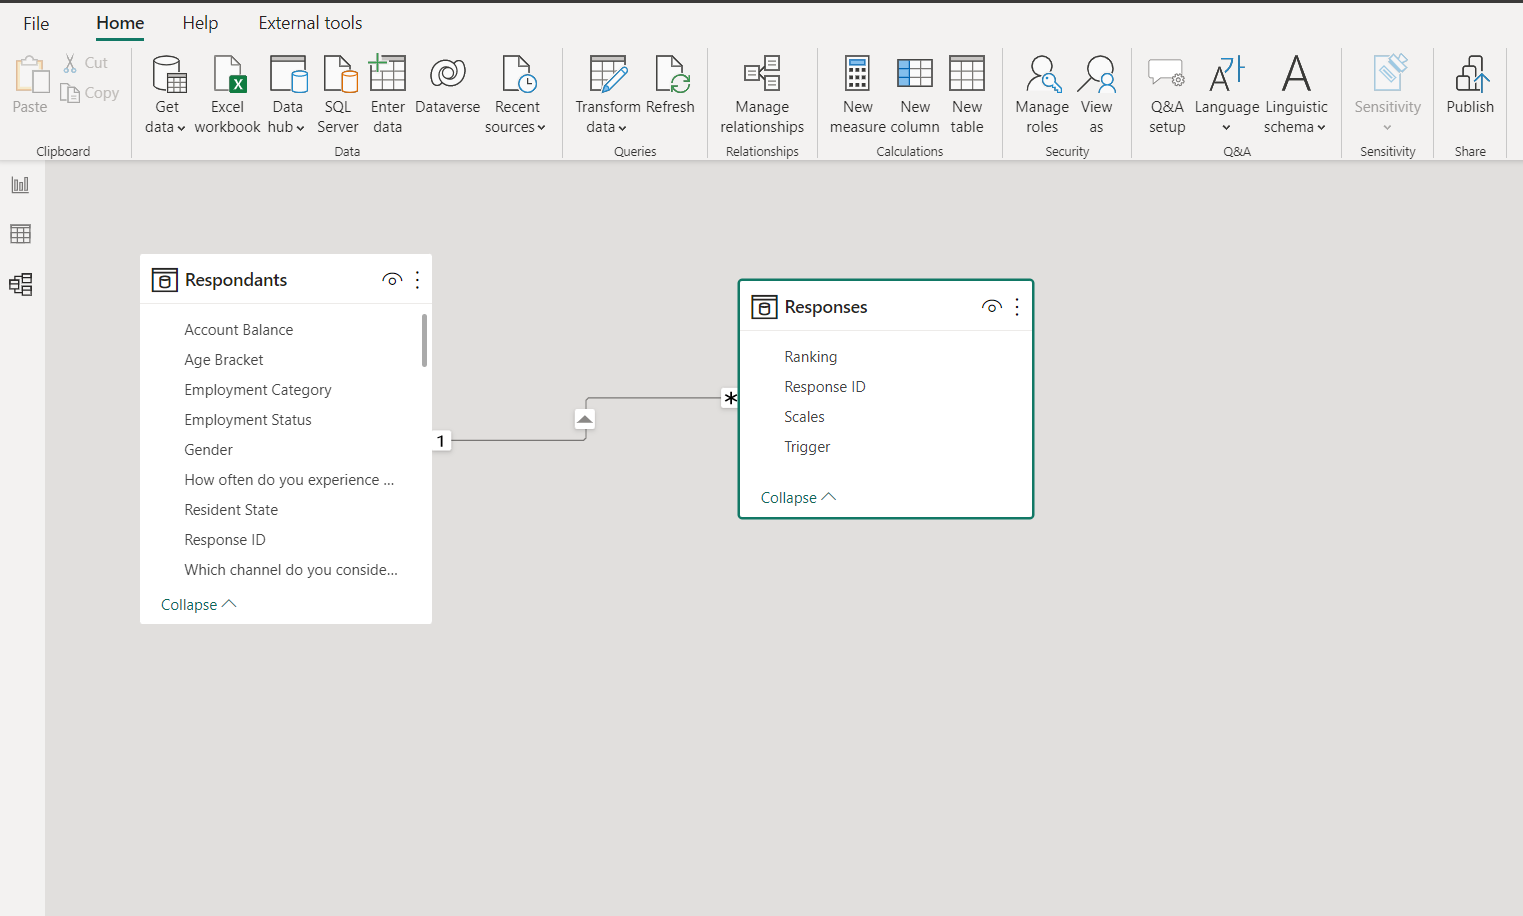 File
Home
Help
External tools
Paste
Cut
Copy
Clipboard
Get
data
Excel
workbook
Data
hub
SQL
Server
Enter
data
Dataverse
Recent
sources
Data
Transform
data
Refresh
Queries
Manage
relationships
Relationships
New
measure
New
column
New
table
Calculations
Manage
roles
View
as
Security
Q&A
setup
Language
Linguistic
schema
Q&A
Sensitivity
Sensitivity
Publish
Share
Respondants
Account Balance
Age Bracket
Employment Category
Employment Status
Gender
How often do you experience ...
Resident State
Response ID
Which channel do you conside...
Collapse
1
*
Responses
Ranking
Response ID
Scales
Trigger
Collapse